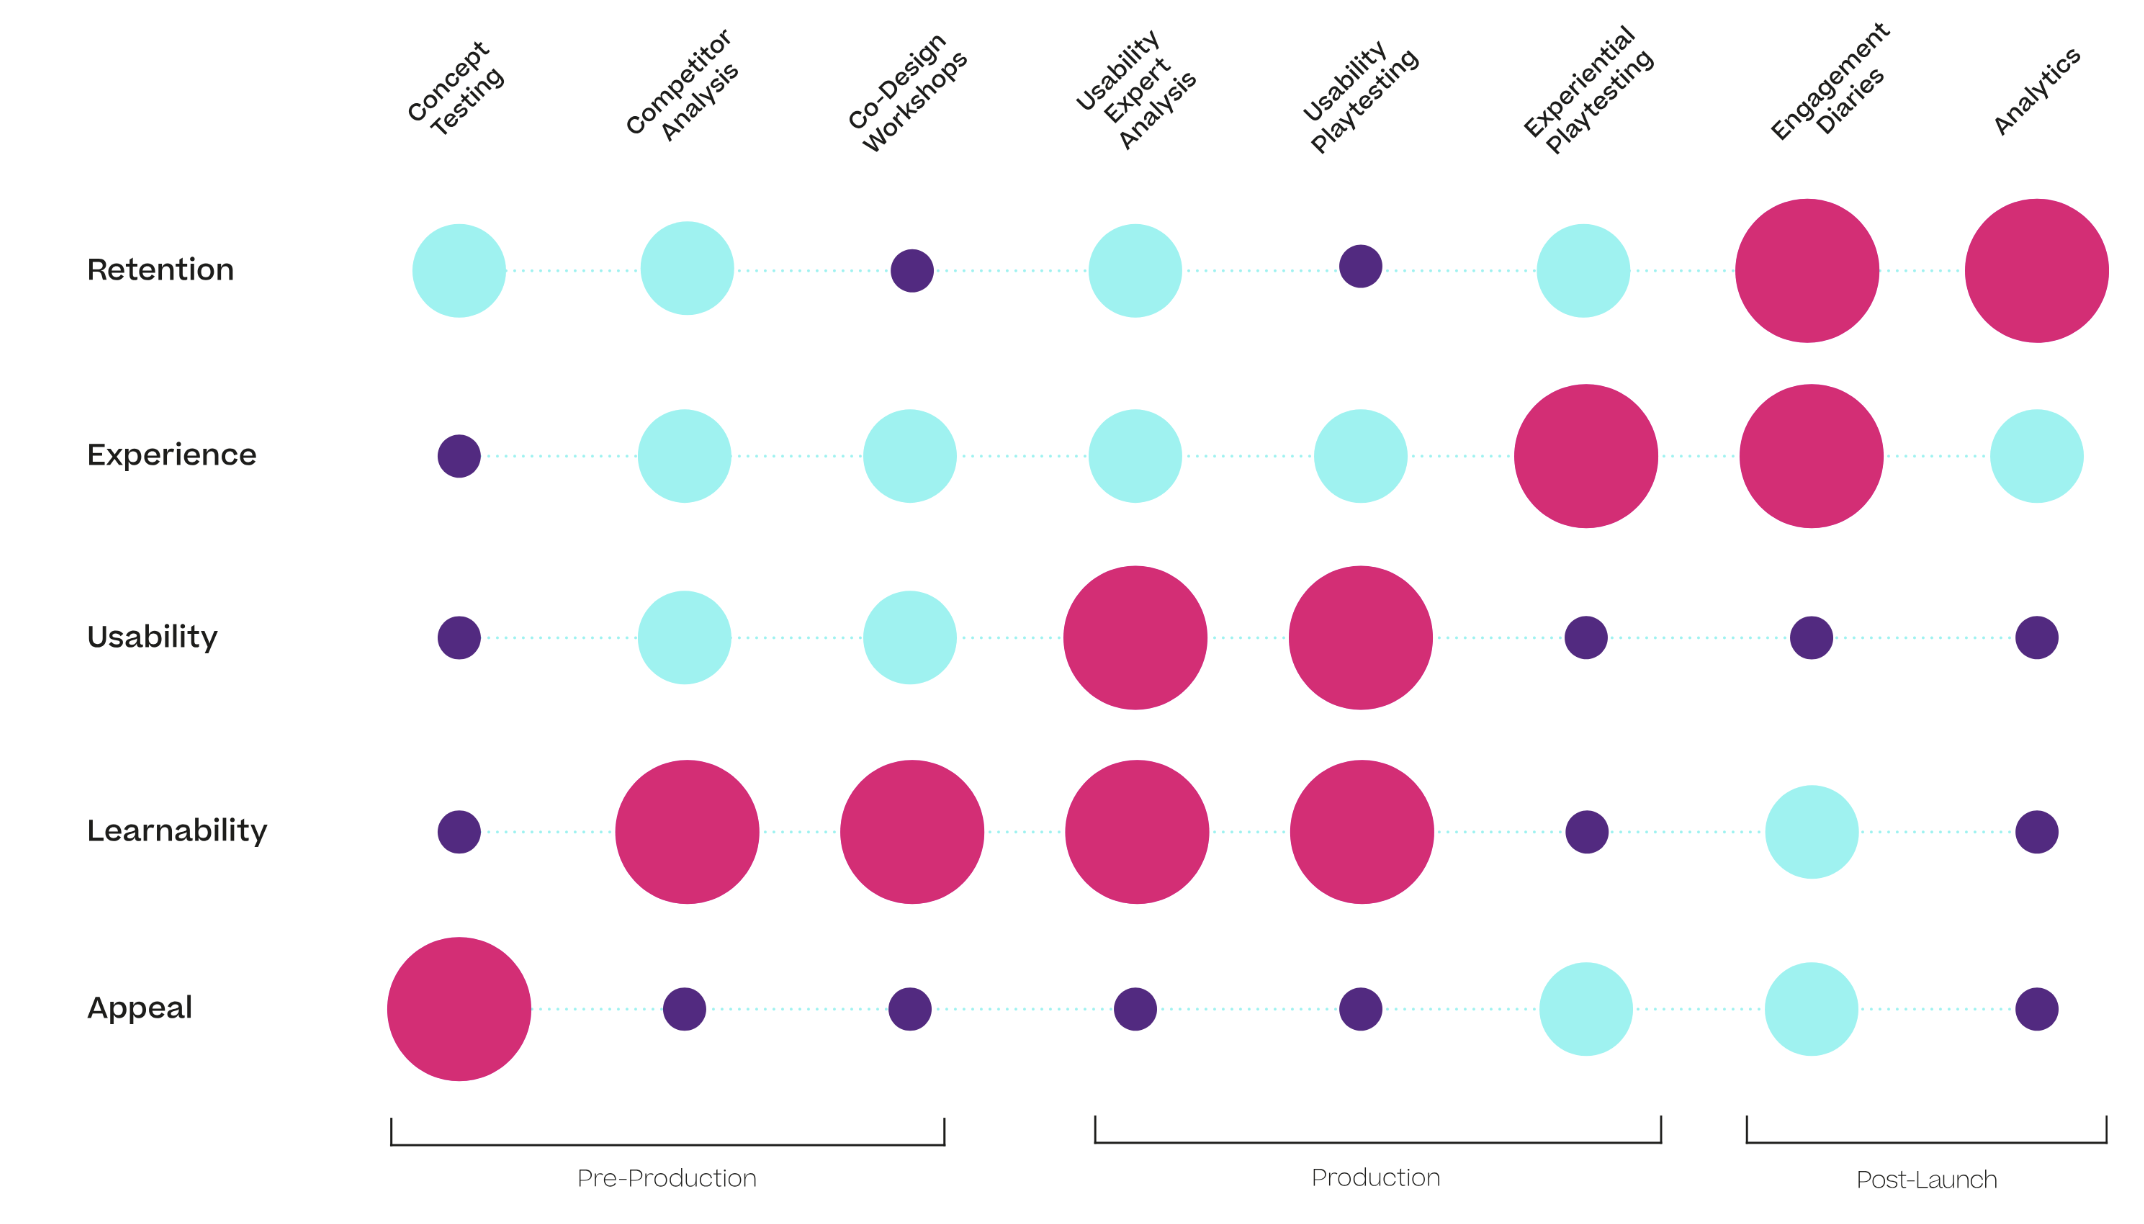 Concept
Testing
Competitor
Analysis
Co-Design
Workshops
Usability
Expert
Analysis
Usability
Playtesting
Experiential
Playtesting
Engagement
Diaries
Analytics
Retention
Experience
Usability
Learnability
Appeal
Pre-Production
Production
Post-Launch